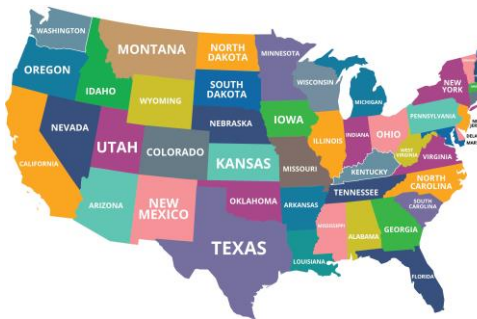 WASHINGTON
OREGON
CALIFORNIA
NEVADA
IDAHO
MONTANA
WYOMING
UTAH
ARIZONA
COLORADO
NEW
MEXICO
NORTH
DAKOTA
SOUTH
DAKOTA
NEBRASKA
KANSAS
OKLAHOMA
TEXAS
MINNESOTA
IOWA
MISSOURI
ARKANSAS
LOUISIANA
WISCONSIN
ILLINOIS
MICHIGAN
INDIANA
OHIO
KENTUCKY
TENNESSEE
MISSISSIPPI
ALABAMA
GEORGIA
FLORIDA
SOUTH
CAROLINA
NORTH
CAROLINA
VIRGINIA
WEST
VIRGINIA
PENNSYLVANIA
NEW
YORK